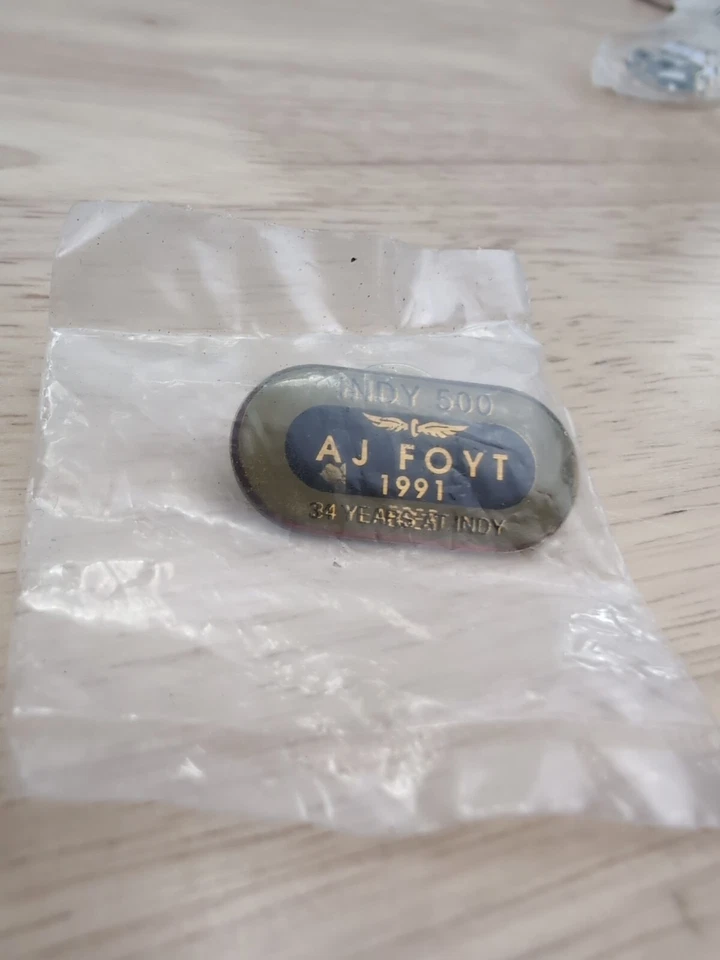 INDY 500
AJ FOYT
1991
34 YEARS AT INDY